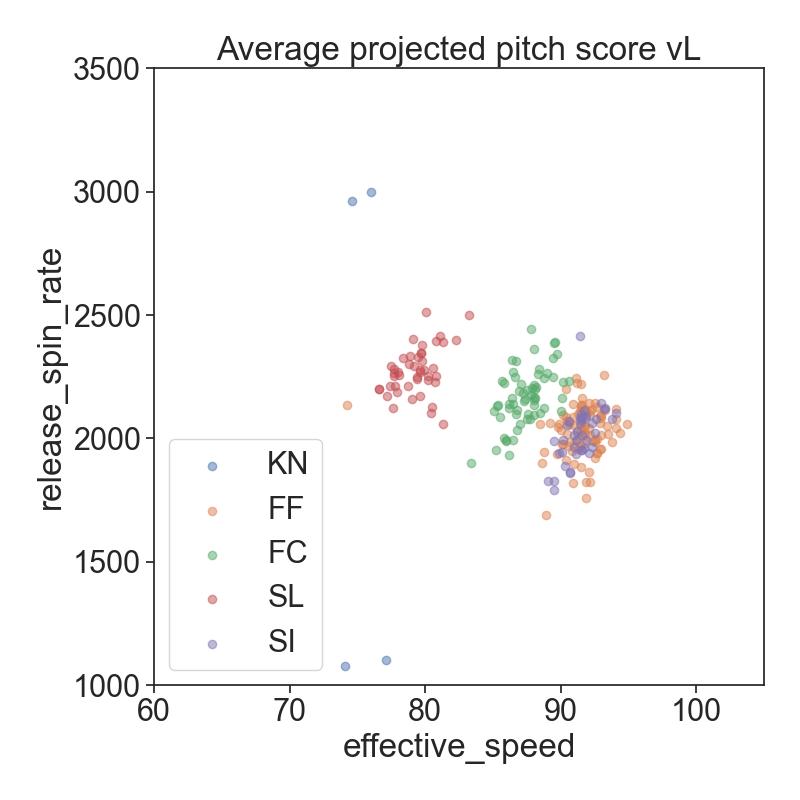 Average projected pitch score vL
3500
3000
2500
2000
1500
1000
release_spin_rate
KN
FF
FC
SL
SI
60 70 80 90 100
effective_speed